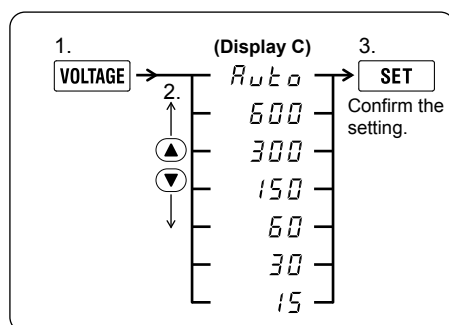 1.
VOLTAGE
2.
(Display C)
Auto
600
300
150
60
30
15
3.
SET
Confirm the
setting.